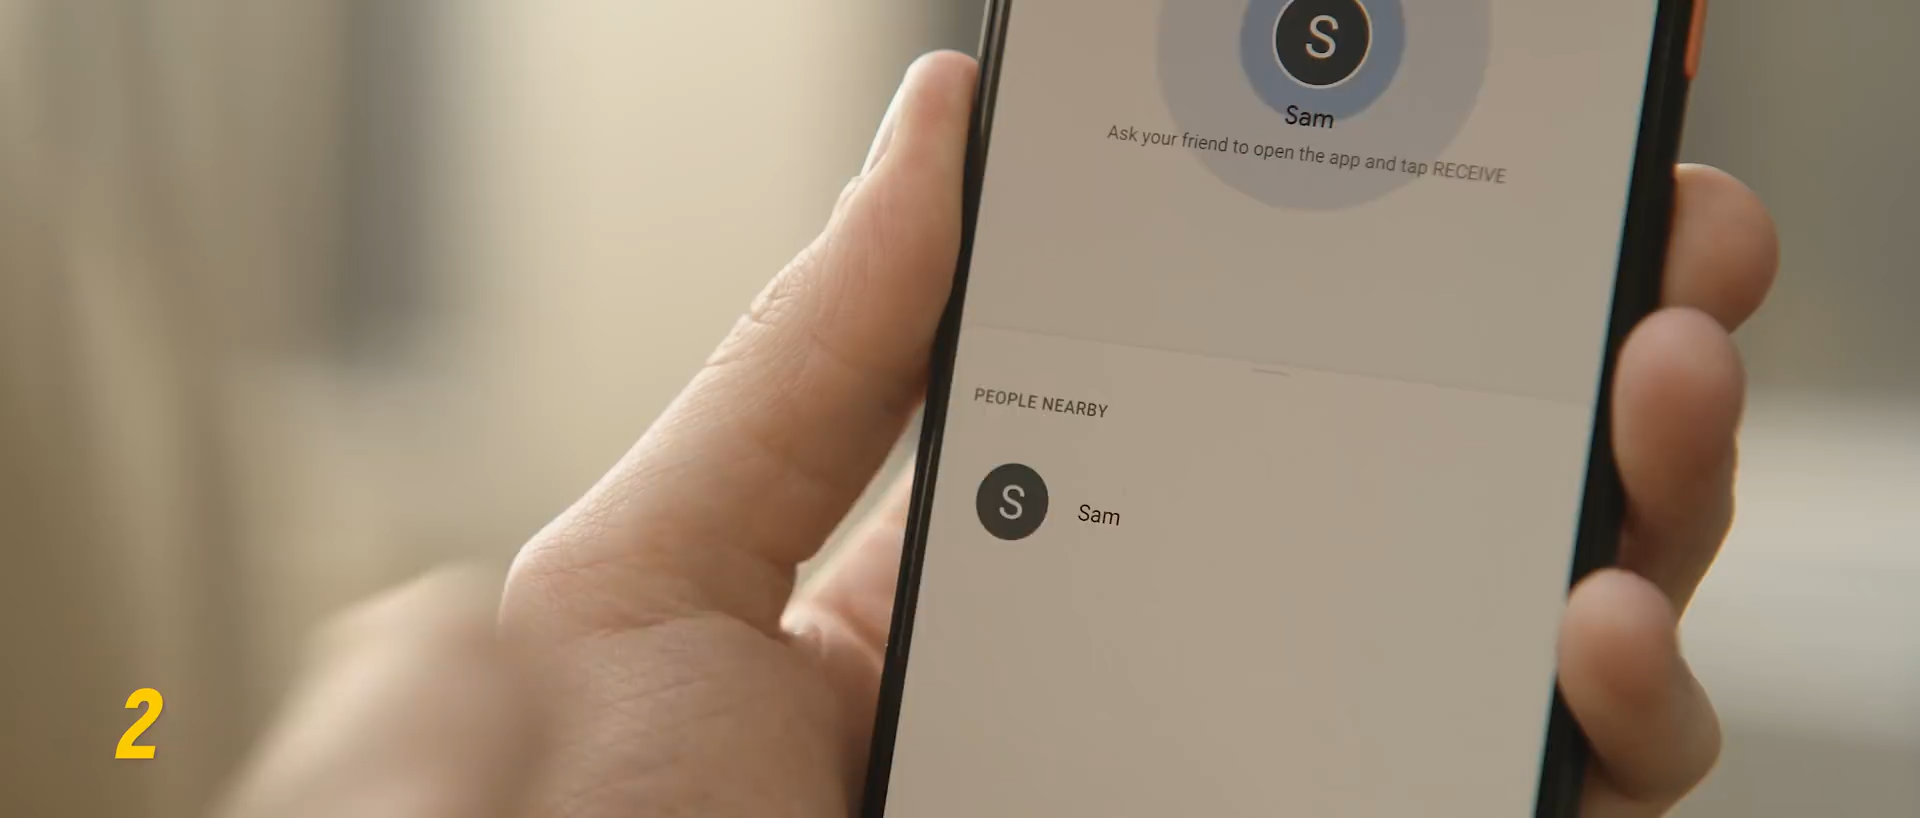 S
Sam
Ask your friend to open the app and tap RECEIVE
PEOPLE NEARBY
S
Sam
2